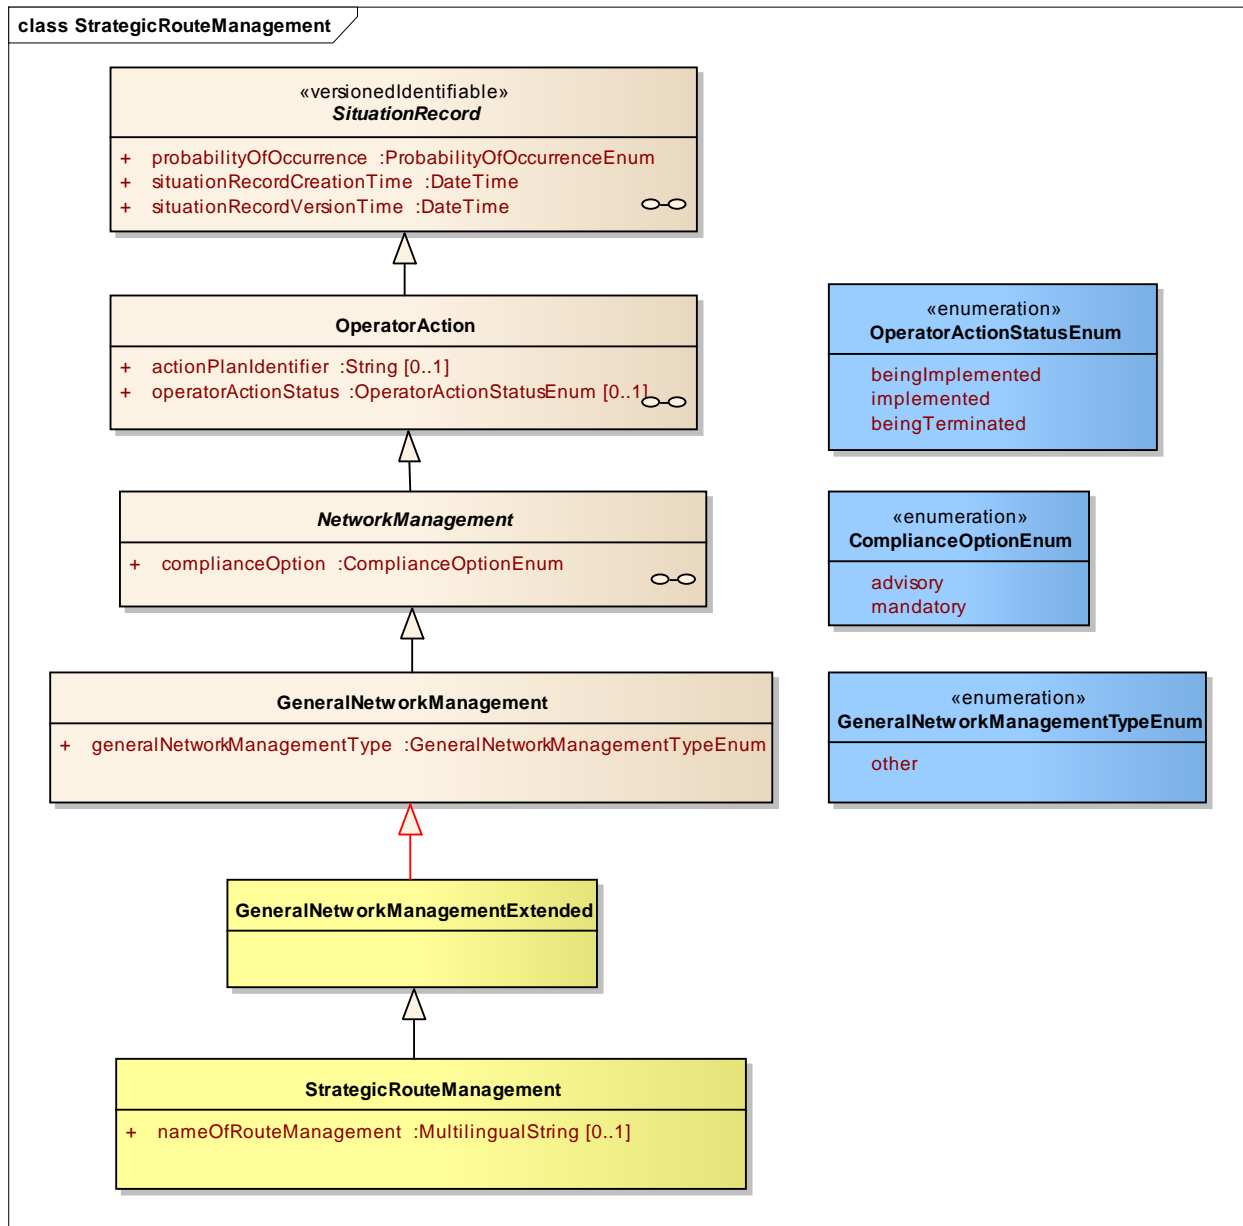 class StrategicRouteManagement
«versionedIdentifiable»
SituationRecord
+ probabilityOfOccurrence :ProbabilityOfOccurrenceEnum
+ situationRecordCreationTime :DateTime
+ situationRecordVersionTime :DateTime
OperatorAction
+ actionPlanIdentifier :String [0..1]
+ operatorActionStatus :OperatorActionStatusEnum [0..1]
«enumeration»
OperatorActionStatusEnum
beingImplemented
implemented
beingTerminated
NetworkManagement
+ complianceOption :ComplianceOptionEnum
«enumeration»
ComplianceOptionEnum
advisory
mandatory
GeneralNetworkManagement
+ generalNetworkManagementType :GeneralNetworkManagementTypeEnum
«enumeration»
GeneralNetworkManagementTypeEnum
other
GeneralNetworkManagementExtended
StrategicRouteManagement
+ nameOfRouteManagement :MultilingualString [0..1]